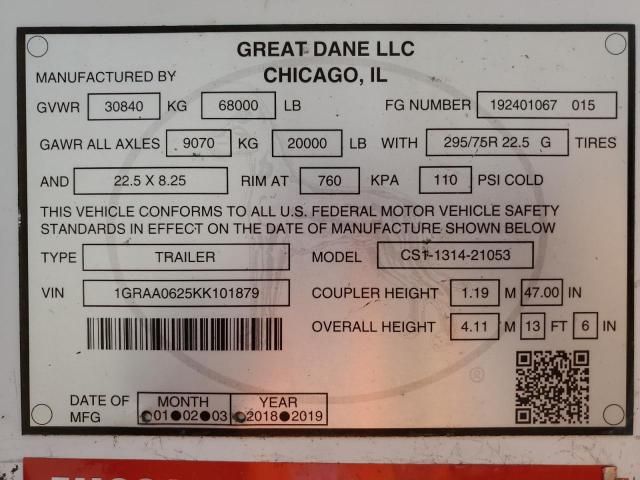 GREAT DANE LLC
MANUFACTURED BY CHICAGO, IL
GVWR 30840 KG 68000 LB FG NUMBER 192401067 015
GAWR ALL AXLES 9070 KG 20000 LB WITH 295/75R 22.5 G TIRES
AND 22.5 X 8.25 RIM AT 760 KPA 110 PSI COLD
THIS VEHICLE CONFORMS TO ALL U.S. FEDERAL MOTOR VEHICLE SAFETY
STANDARDS IN EFFECT ON THE DATE OF MANUFACTURE SHOWN BELOW
TYPE TRAILER MODEL CS1-1314-21053
VIN 1GRAA0625KK101879 COUPLER HEIGHT 1.19 M 47.00 IN
OVERALL HEIGHT 4.11 M 13 FT 6 IN
®
DATE OF MFG MONTH YEAR
01 02 03 2018 2019